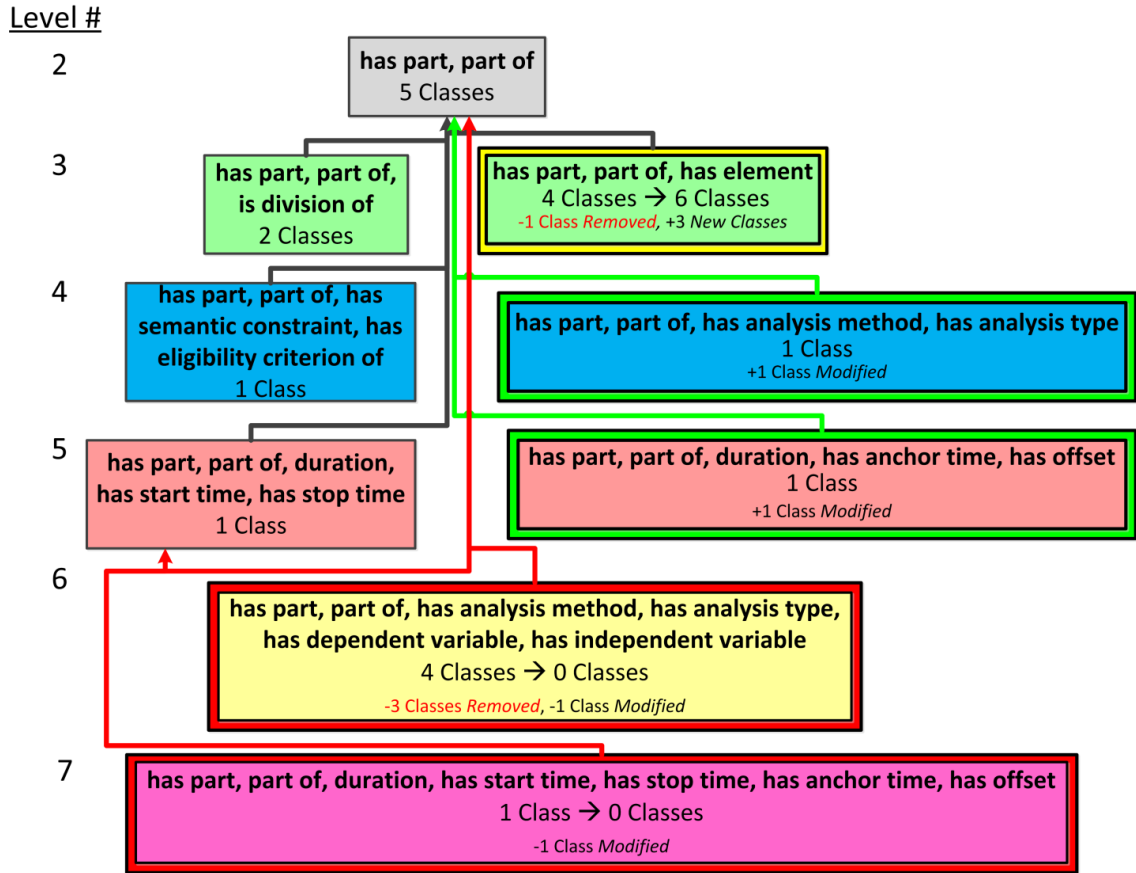 Level #
2
has part, part of
5 Classes
3
has part, part of,
is division of
2 Classes
has part, part of, has element
4 Classes → 6 Classes
-1 Class Removed, +3 New Classes
4
has part, part of, has
semantic constraint, has
eligibility criterion of
1 Class
has part, part of, has analysis method, has analysis type
1 Class
+1 Class Modified
5
has part, part of, duration,
has start time, has stop time
1 Class
has part, part of, duration, has anchor time, has offset
1 Class
+1 Class Modified
6
has part, part of, has analysis method, has analysis type,
has dependent variable, has independent variable
4 Classes → 0 Classes
-3 Classes Removed, -1 Class Modified
7
has part, part of, duration, has start time, has stop time, has anchor time, has offset
1 Class → 0 Classes
-1 Class Modified